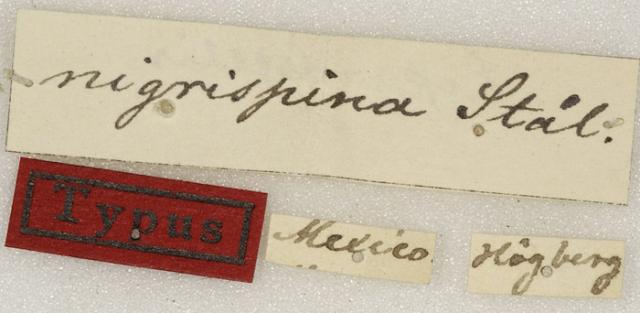 nigrispina Stål.
Typus
Mexico.
Högberg